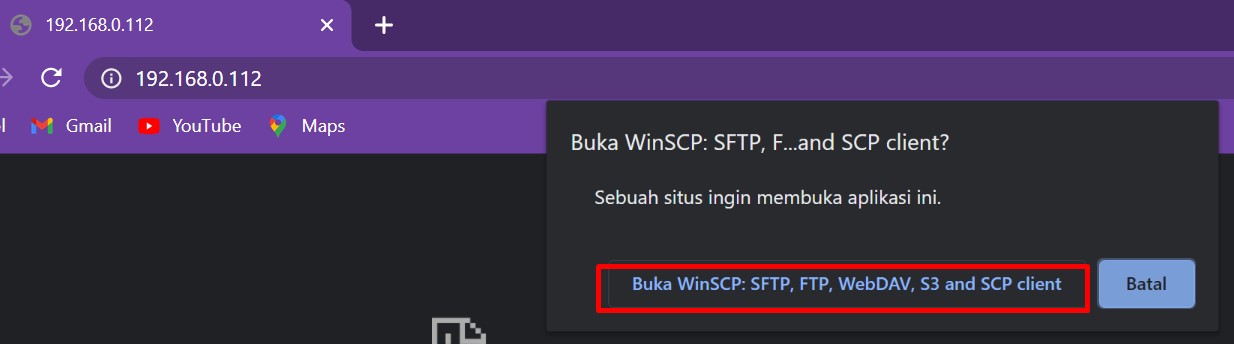 192.168.0.112
192.168.0.112
Gmail
YouTube
Maps
Buka WinSCP: SFTP, F...and SCP client?
Sebuah situs ingin membuka aplikasi ini.
Buka WinSCP: SFTP, FTP, WebDAV, S3 and SCP client
Batal